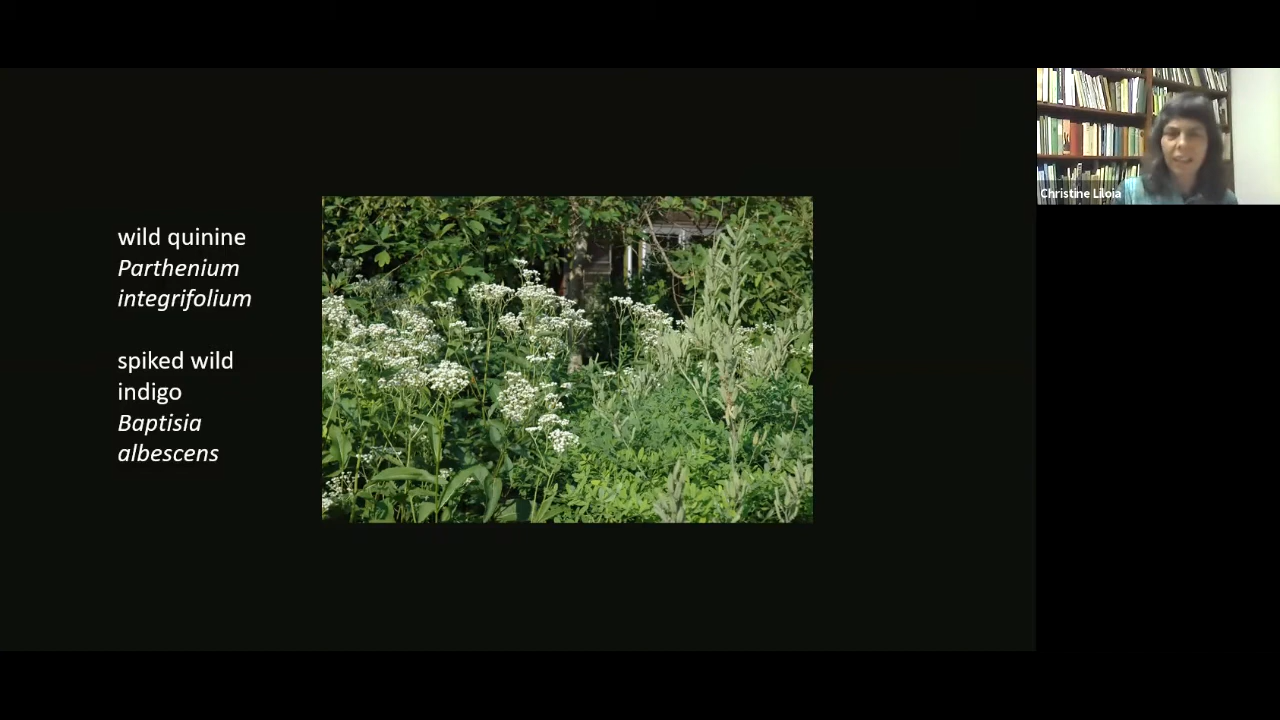 wild quinine
Parthenium
integrifolium
spiked wild
indigo
Baptisia
albescens
Christine Liloia